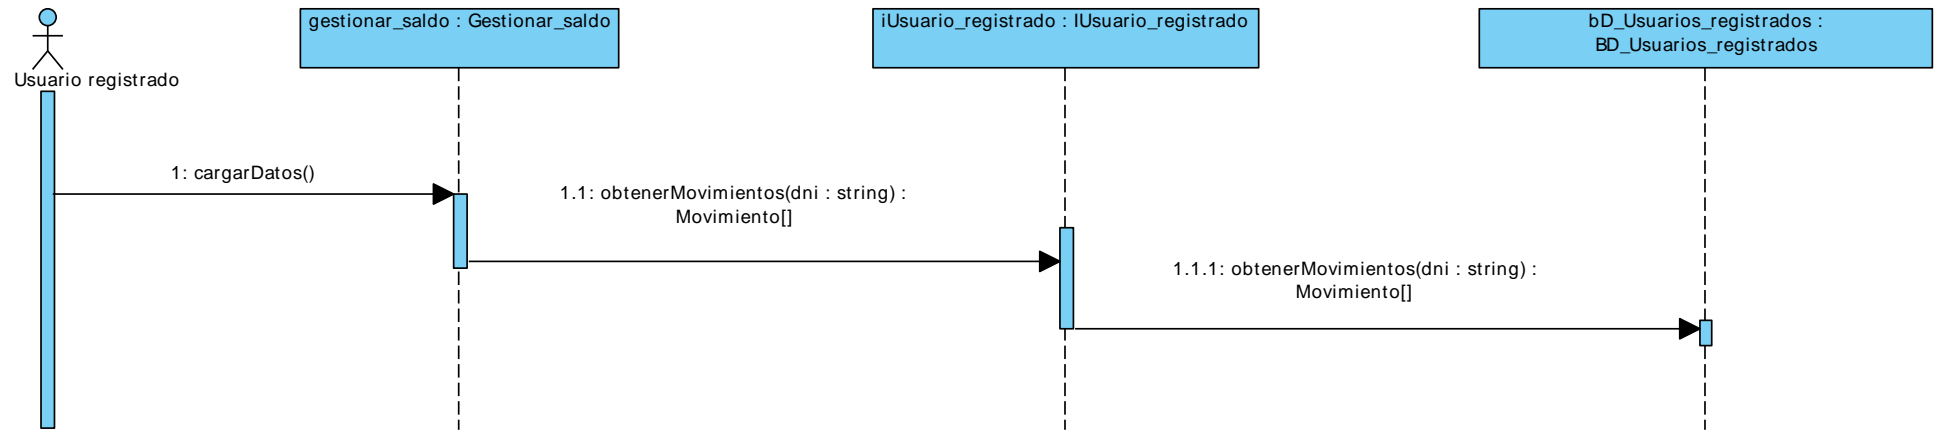 gestionar_saldo : Gestionar_saldo
iUsuario_registrado : IUsuario_registrado
bD_Usuarios_registrados :
BD_Usuarios_registrados
Usuario registrado
1: cargarDatos()
1.1: obtenerMovimientos(dni : string) :
Movimiento[]
1.1.1: obtenerMovimientos(dni : string) :
Movimiento[]